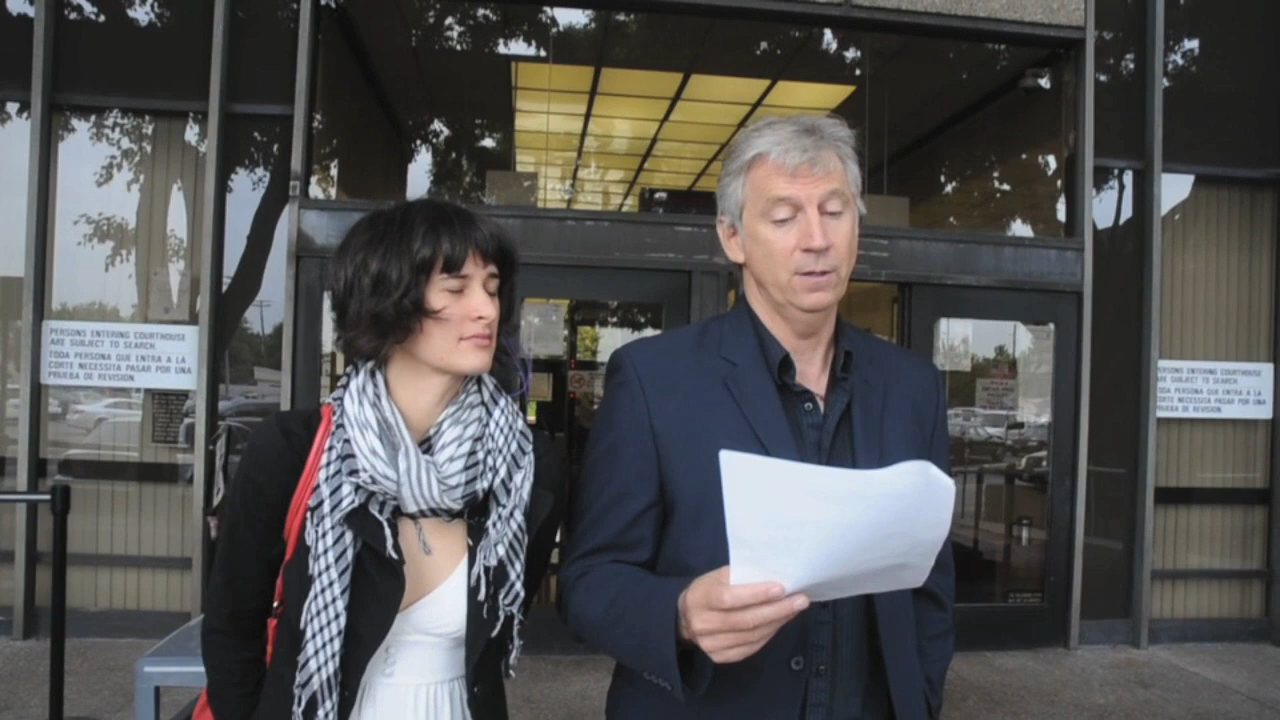 PERSONS ENTERING COURTHOUSE
ARE SUBJECT TO SEARCH.
TODA PERSONA QUE ENTRA A LA
CORTE NECESSITA PASAR POR UNA
PRUEBA DE REVISION.
PERSONS ENTERING COURTHOUSE
ARE SUBJECT TO SEARCH.
TODA PERSONA QUE ENTRA A LA
CORTE NECESSITA PASAR POR UNA
PRUEBA DE REVISION.